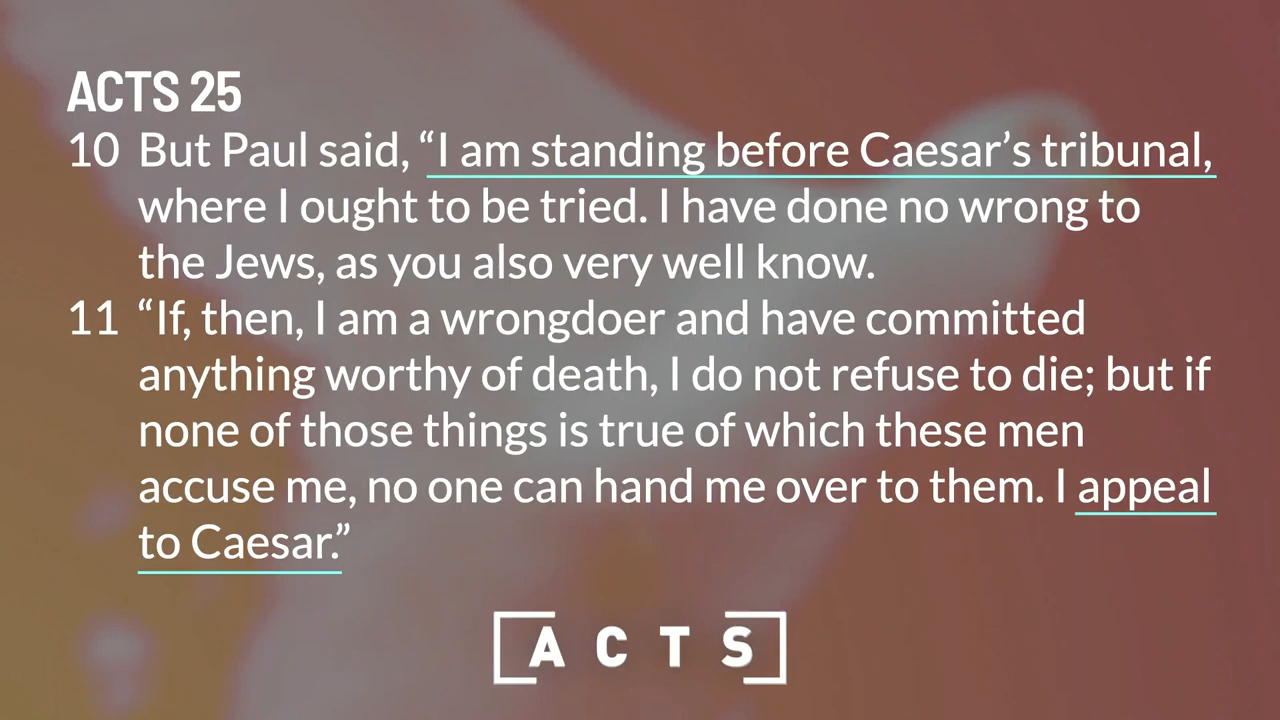 ACTS 25
10 But Paul said, “I am standing before Caesar’s tribunal,
where I ought to be tried. I have done no wrong to
the Jews, as you also very well know.
11 “If, then, I am a wrongdoer and have committed
anything worthy of death, I do not refuse to die; but if
none of those things is true of which these men
accuse me, no one can hand me over to them. I appeal
to Caesar.”
ACTS